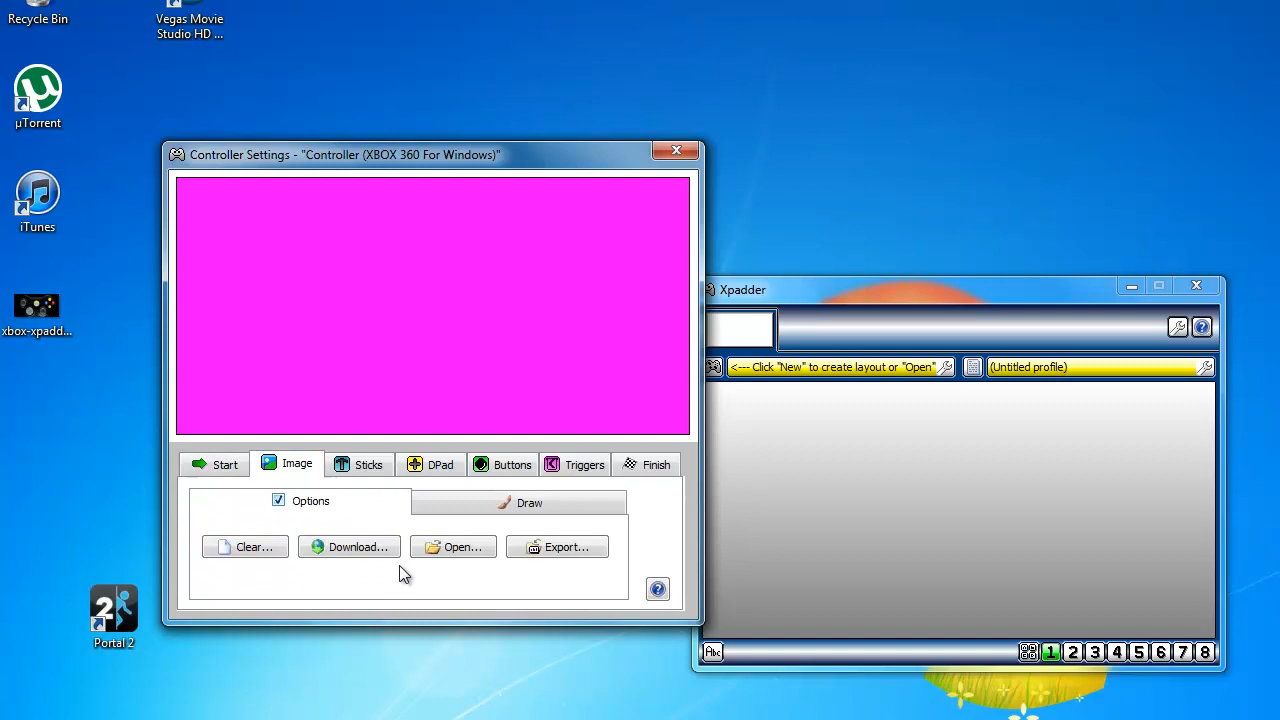 Recycle Bin
Vegas Movie
Studio HD ...
µTorrent
iTunes
xbox-xpadd...
2
Portal 2
Controller Settings - "Controller (XBOX 360 For Windows)"
Start
Image
Sticks
DPad
Buttons
Triggers
Finish
Options
Draw
Clear...
Download...
Open...
Export...
?
Xpadder
?
<--- Click "New" to create layout or "Open"
(Untitled profile)
Abc
1 2 3 4 5 6 7 8